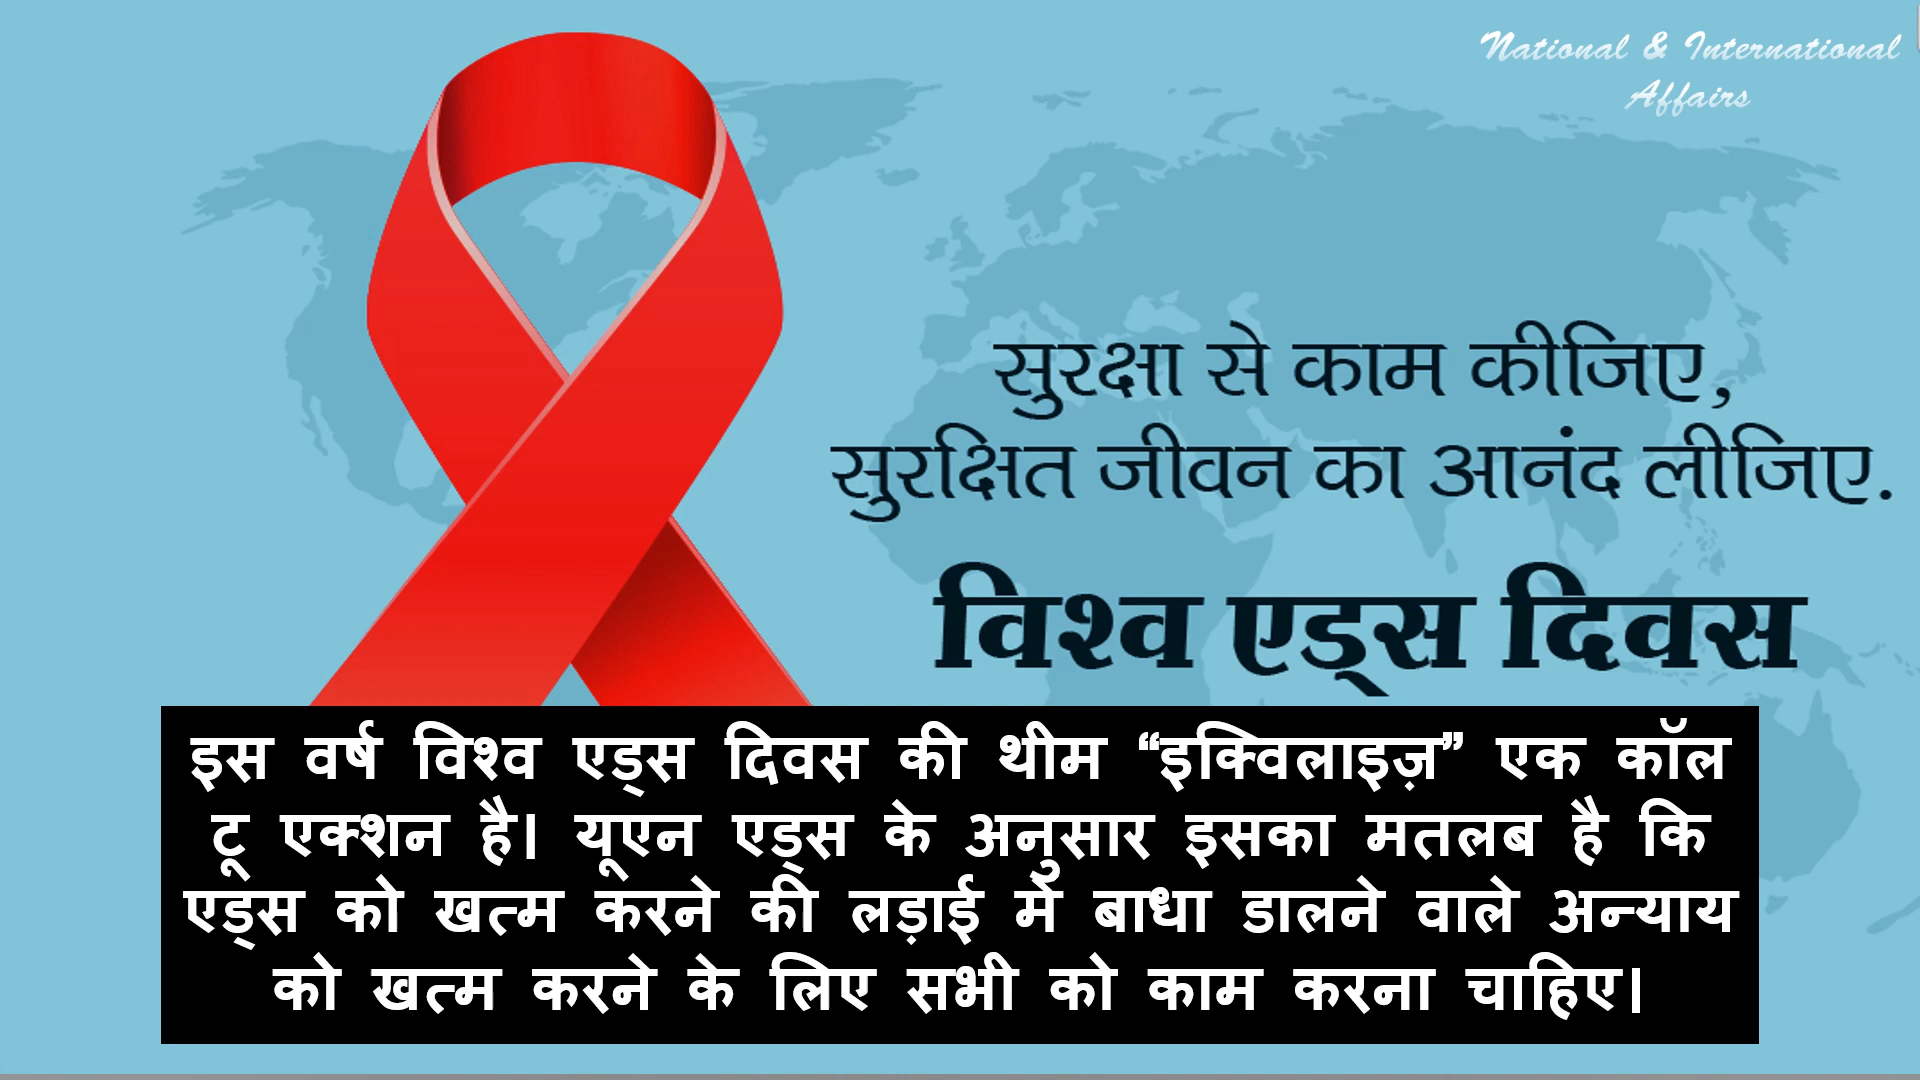 National & International
Affairs
सुरक्षा से काम कीजिए,
सुरक्षित जीवन का आनंद लीजिए.
विश्व एड्स दिवस
इस वर्ष विश्व एड्स दिवस की थीम “इक्विलाइज़” एक कॉल
टू एक्शन है। यूएन एड्स के अनुसार इसका मतलब है कि
एड्स को खत्म करने की लड़ाई में बाधा डालने वाले अन्याय
को खत्म करने के लिए सभी को काम करना चाहिए।